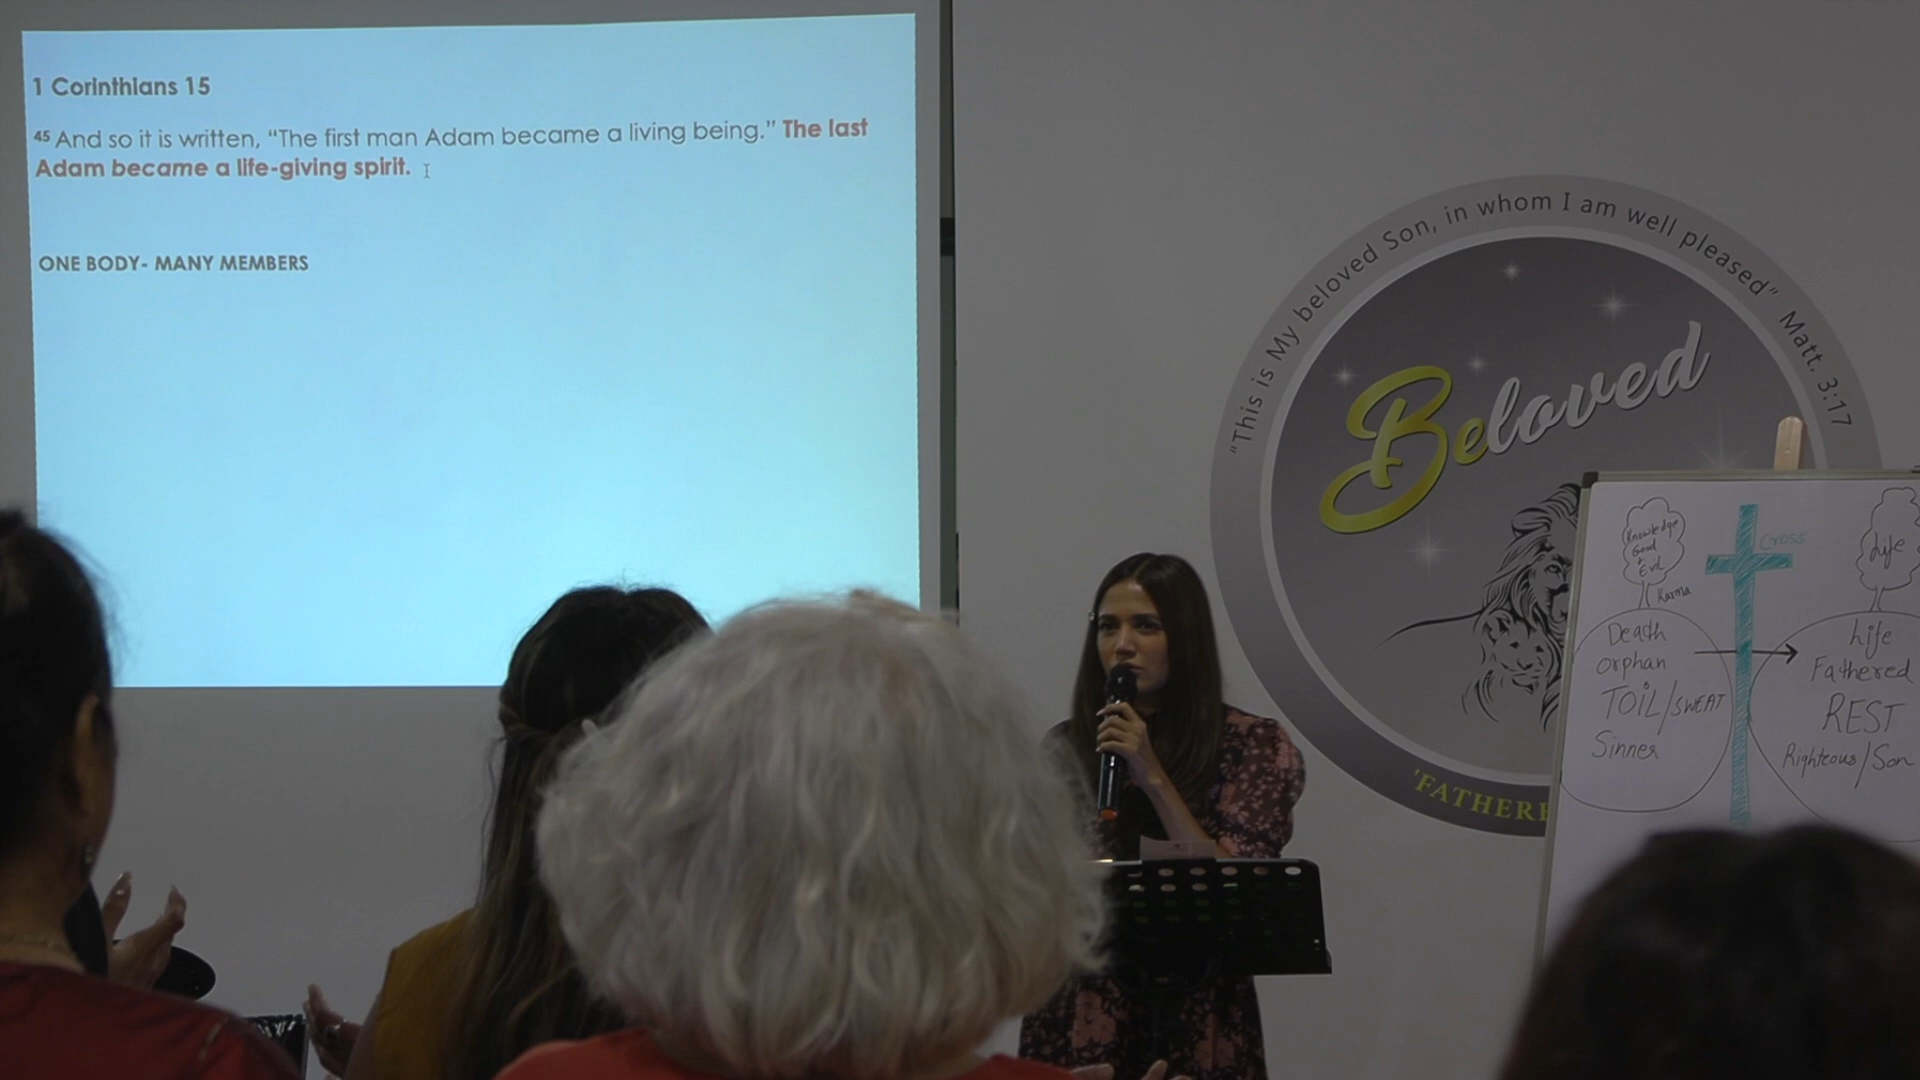 1 Corinthians 15
45 And so it is written, “The first man Adam became a living being.” The last
Adam became a life-giving spirit.
ONE BODY- MANY MEMBERS
"This is My beloved Son, in whom I am well pleased" Matt. 3:17
Beloved
'FATHERE
Knowledge
Good
&
Evil
Karma
Cross
Life
Death
Orphan
TOIL/SWEAT
Sinner
Life
Fathered
REST
Righteous/Son